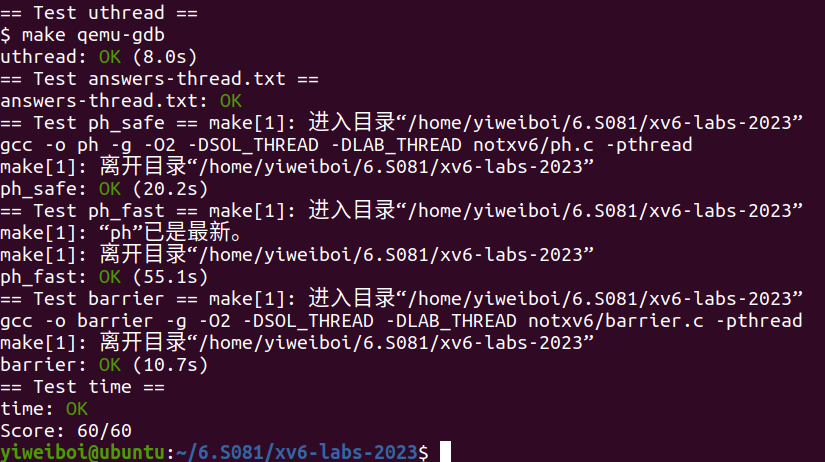 == Test uthread ==
$ make qemu-gdb
uthread: OK (8.0s)
== Test answers-thread.txt ==
answers-thread.txt: OK
== Test ph_safe == make[1]: 进入目录“/home/yiweiboi/6.S081/xv6-labs-2023”
gcc -o ph -g -O2 -DSOL_THREAD -DLAB_THREAD notxv6/ph.c -pthread
make[1]: 离开目录“/home/yiweiboi/6.S081/xv6-labs-2023”
ph_safe: OK (20.2s)
== Test ph_fast == make[1]: 进入目录“/home/yiweiboi/6.S081/xv6-labs-2023”
make[1]: “ph”已是最新。
make[1]: 离开目录“/home/yiweiboi/6.S081/xv6-labs-2023”
ph_fast: OK (55.1s)
== Test barrier == make[1]: 进入目录“/home/yiweiboi/6.S081/xv6-labs-2023”
gcc -o barrier -g -O2 -DSOL_THREAD -DLAB_THREAD notxv6/barrier.c -pthread
make[1]: 离开目录“/home/yiweiboi/6.S081/xv6-labs-2023”
barrier: OK (10.7s)
== Test time ==
time: OK
Score: 60/60
yiweiboi@ubuntu:~/6.S081/xv6-labs-2023$